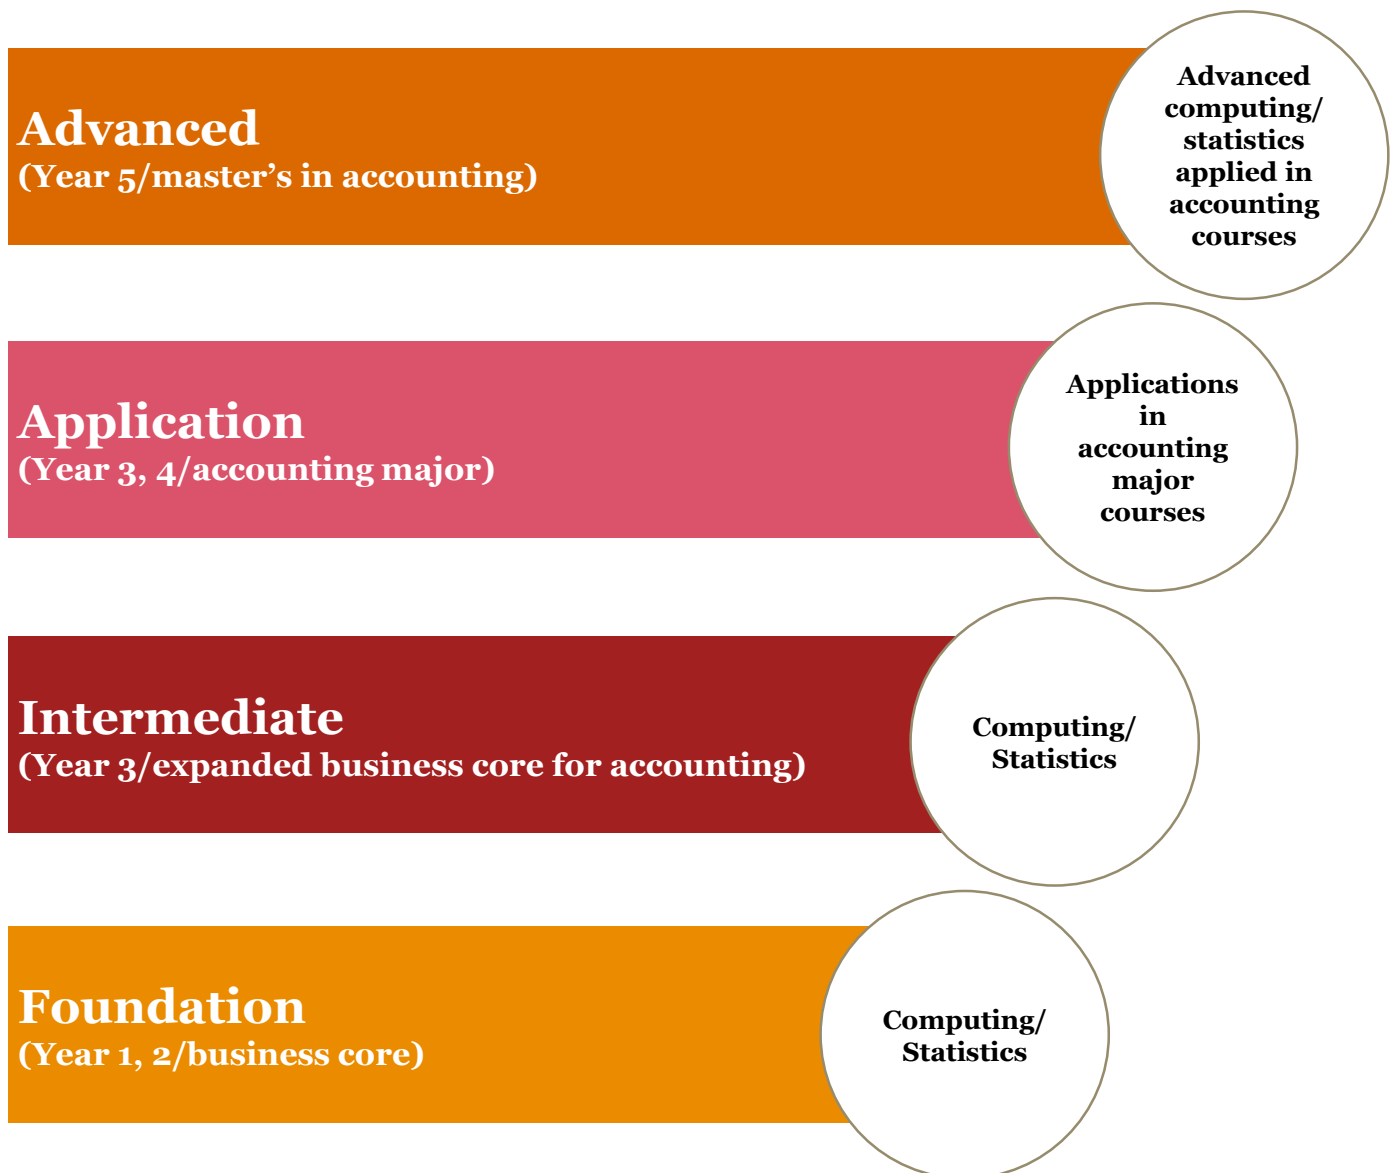 Advanced
(Year 5/master’s in accounting)
Advanced
computing/
statistics
applied in
accounting
courses
Application
(Year 3, 4/accounting major)
Applications
in
accounting
major
courses
Intermediate
(Year 3/expanded business core for accounting)
Computing/
Statistics
Foundation
(Year 1, 2/business core)
Computing/
Statistics